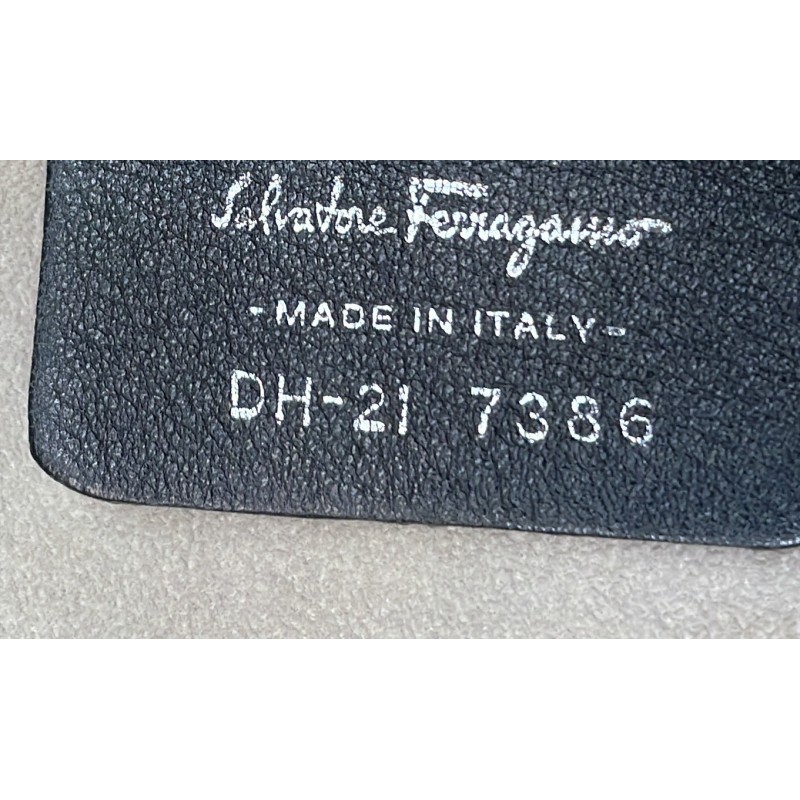 Salvatore Ferragamo
-MADE IN ITALY-
DH-21 7386